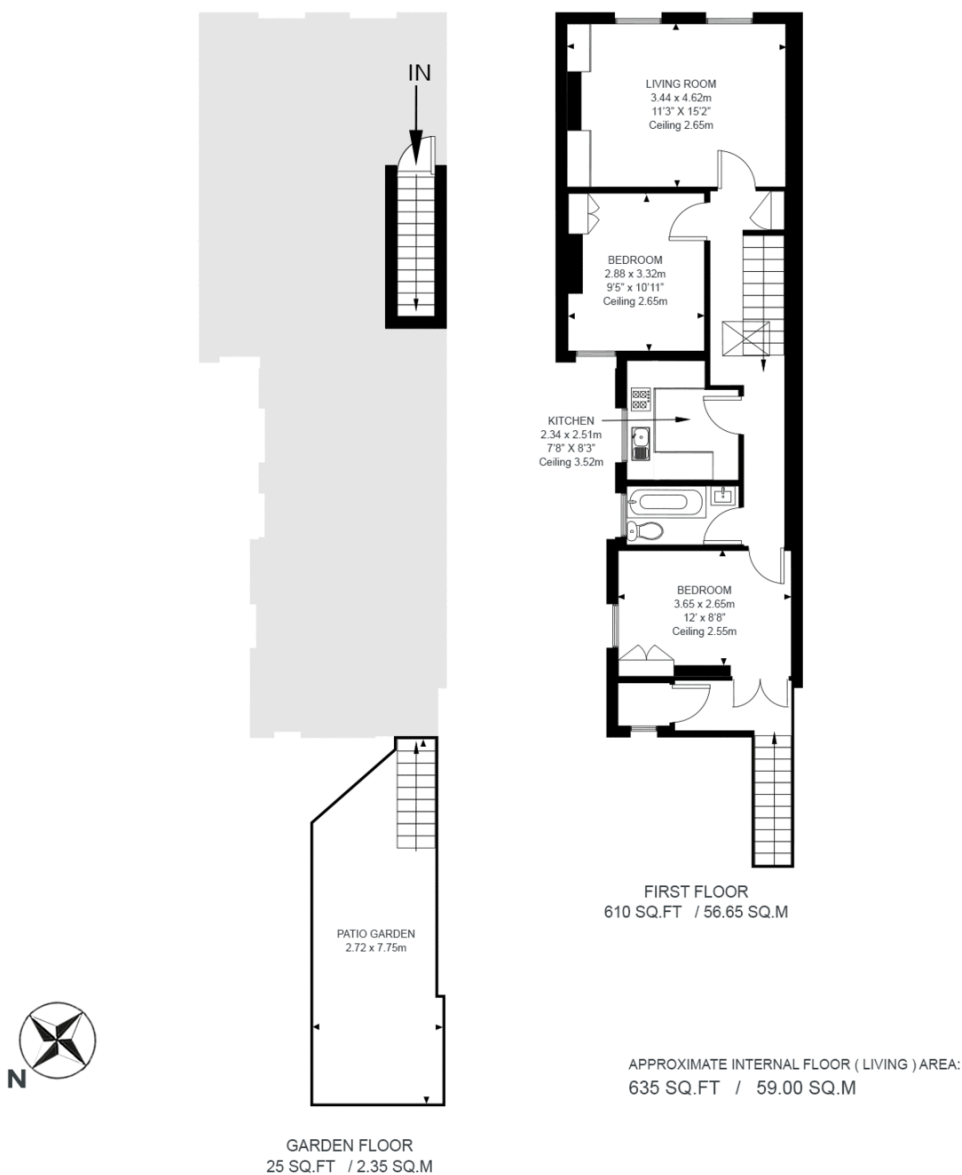 IN
LIVING ROOM
3.44 x 4.62m
11'3" X 15'2"
Ceiling 2.65m
BEDROOM
2.88 x 3.32m
9'5" x 10'11"
Ceiling 2.65m
KITCHEN
2.34 x 2.51m
7'8" X 8'3"
Ceiling 3.52m
BEDROOM
3.65 x 2.65m
12' x 8'8"
Ceiling 2.55m
FIRST FLOOR
610 SQ.FT / 56.65 SQ.M
PATIO GARDEN
2.72 x 7.75m
N
APPROXIMATE INTERNAL FLOOR ( LIVING ) AREA:
635 SQ.FT / 59.00 SQ.M
GARDEN FLOOR
25 SQ.FT / 2.35 SQ.M